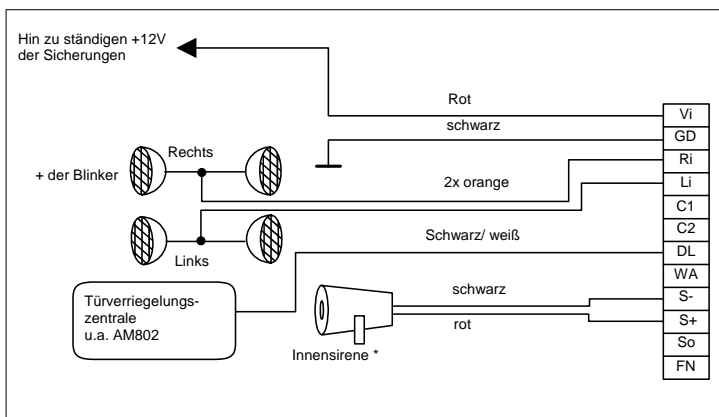 Hin zu ständigen +12V
der Sicherungen
Rot
schwarz
Rechts
+ der Blinker
2x orange
Links
Schwarz/ weiß
Türverriegelungs-
zentrale
u.a. AM802
schwarz
rot
Innensirene *
Vi
GD
Ri
Li
C1
C2
DL
WA
S-
S+
So
FN